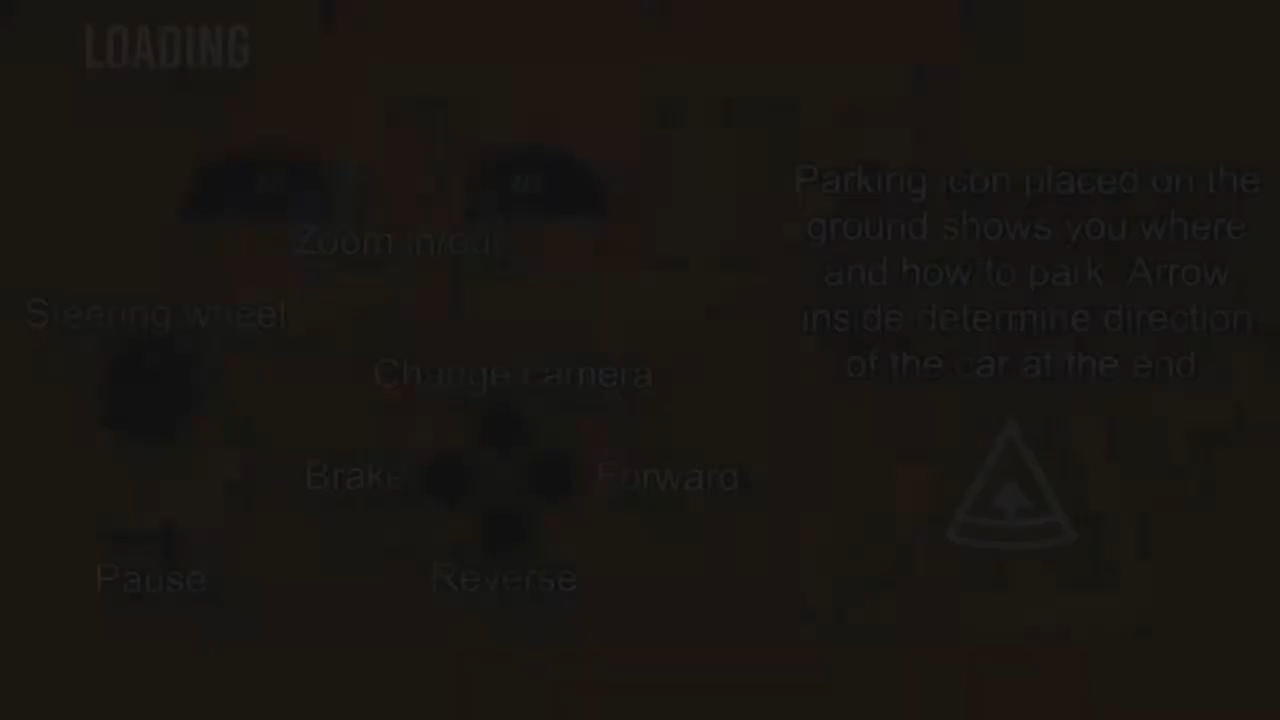 LOADING
Zoom in/out
Steering wheel
Change camera
Brake
Forward
Pause
Reverse
Parking icon placed on the
ground shows you where
and how to park. Arrow
inside determine direction
of the car at the end